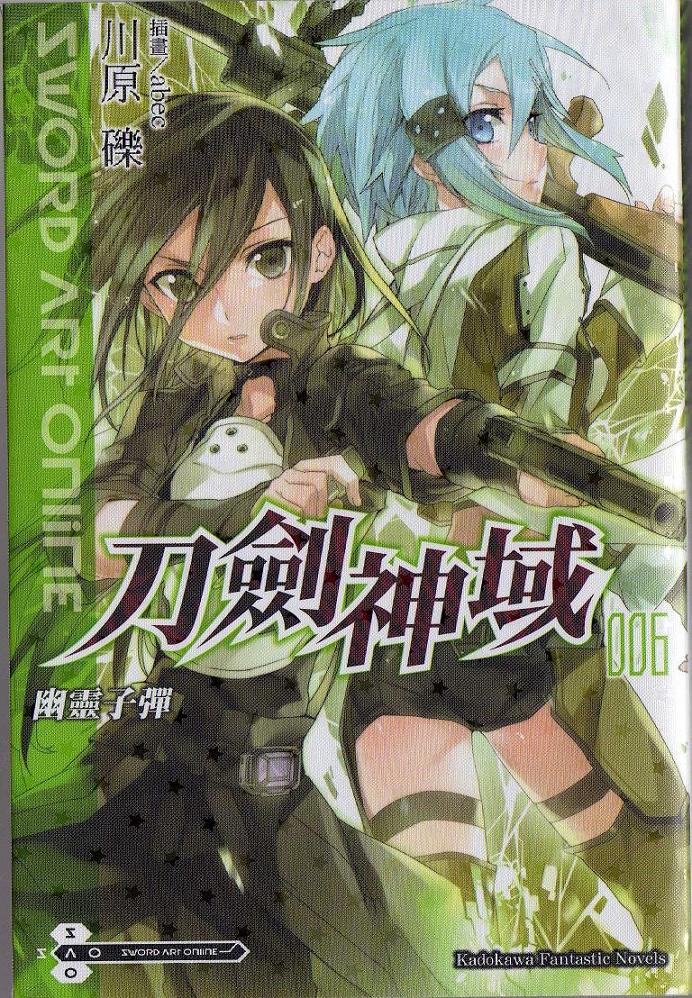 SWORD ART ONLINE
插畫/abec
川原 礫
刀劍神域
006
幽靈子彈
SAO
S O SWORD ART ONLINE
Kadokawa Fantastic Novels